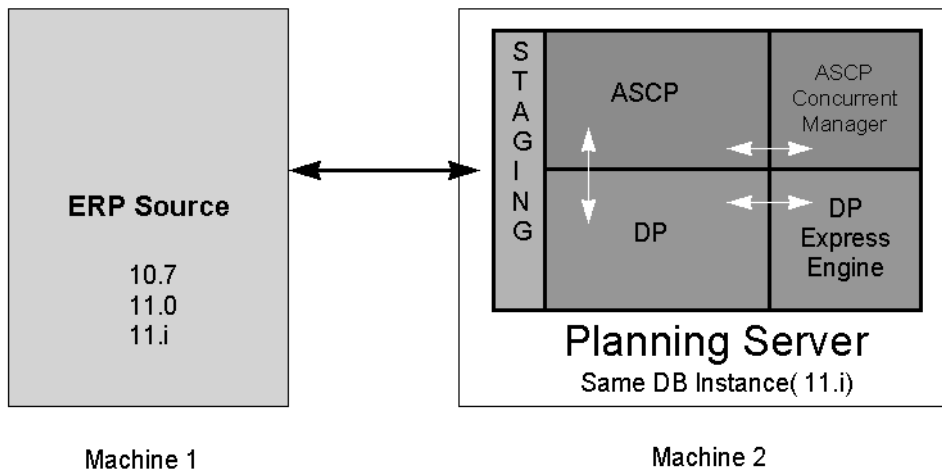 ERP Source
10.7
11.0
11.i
Machine 1
STAGING
ASCP
ASCP
Concurrent
Manager
DP
DP
Express
Engine
Planning Server
Same DB Instance( 11.i)
Machine 2